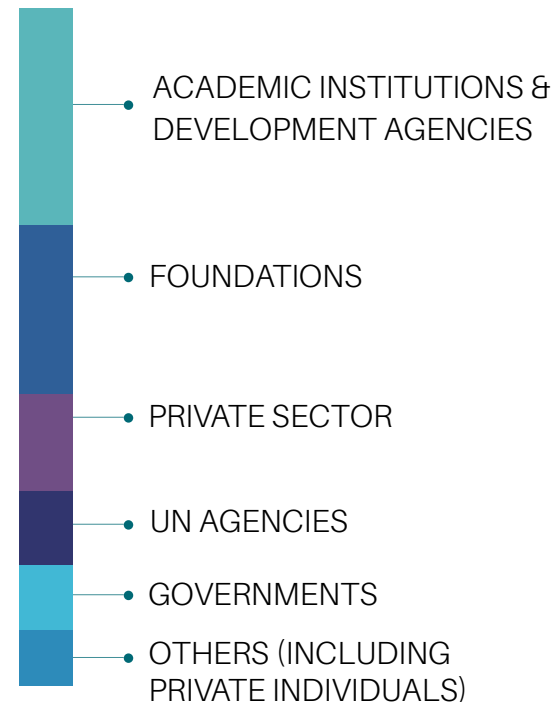 ACADEMIC INSTITUTIONS &
DEVELOPMENT AGENCIES
FOUNDATIONS
PRIVATE SECTOR
UN AGENCIES
GOVERNMENTS
OTHERS (INCLUDING
PRIVATE INDIVIDUALS)